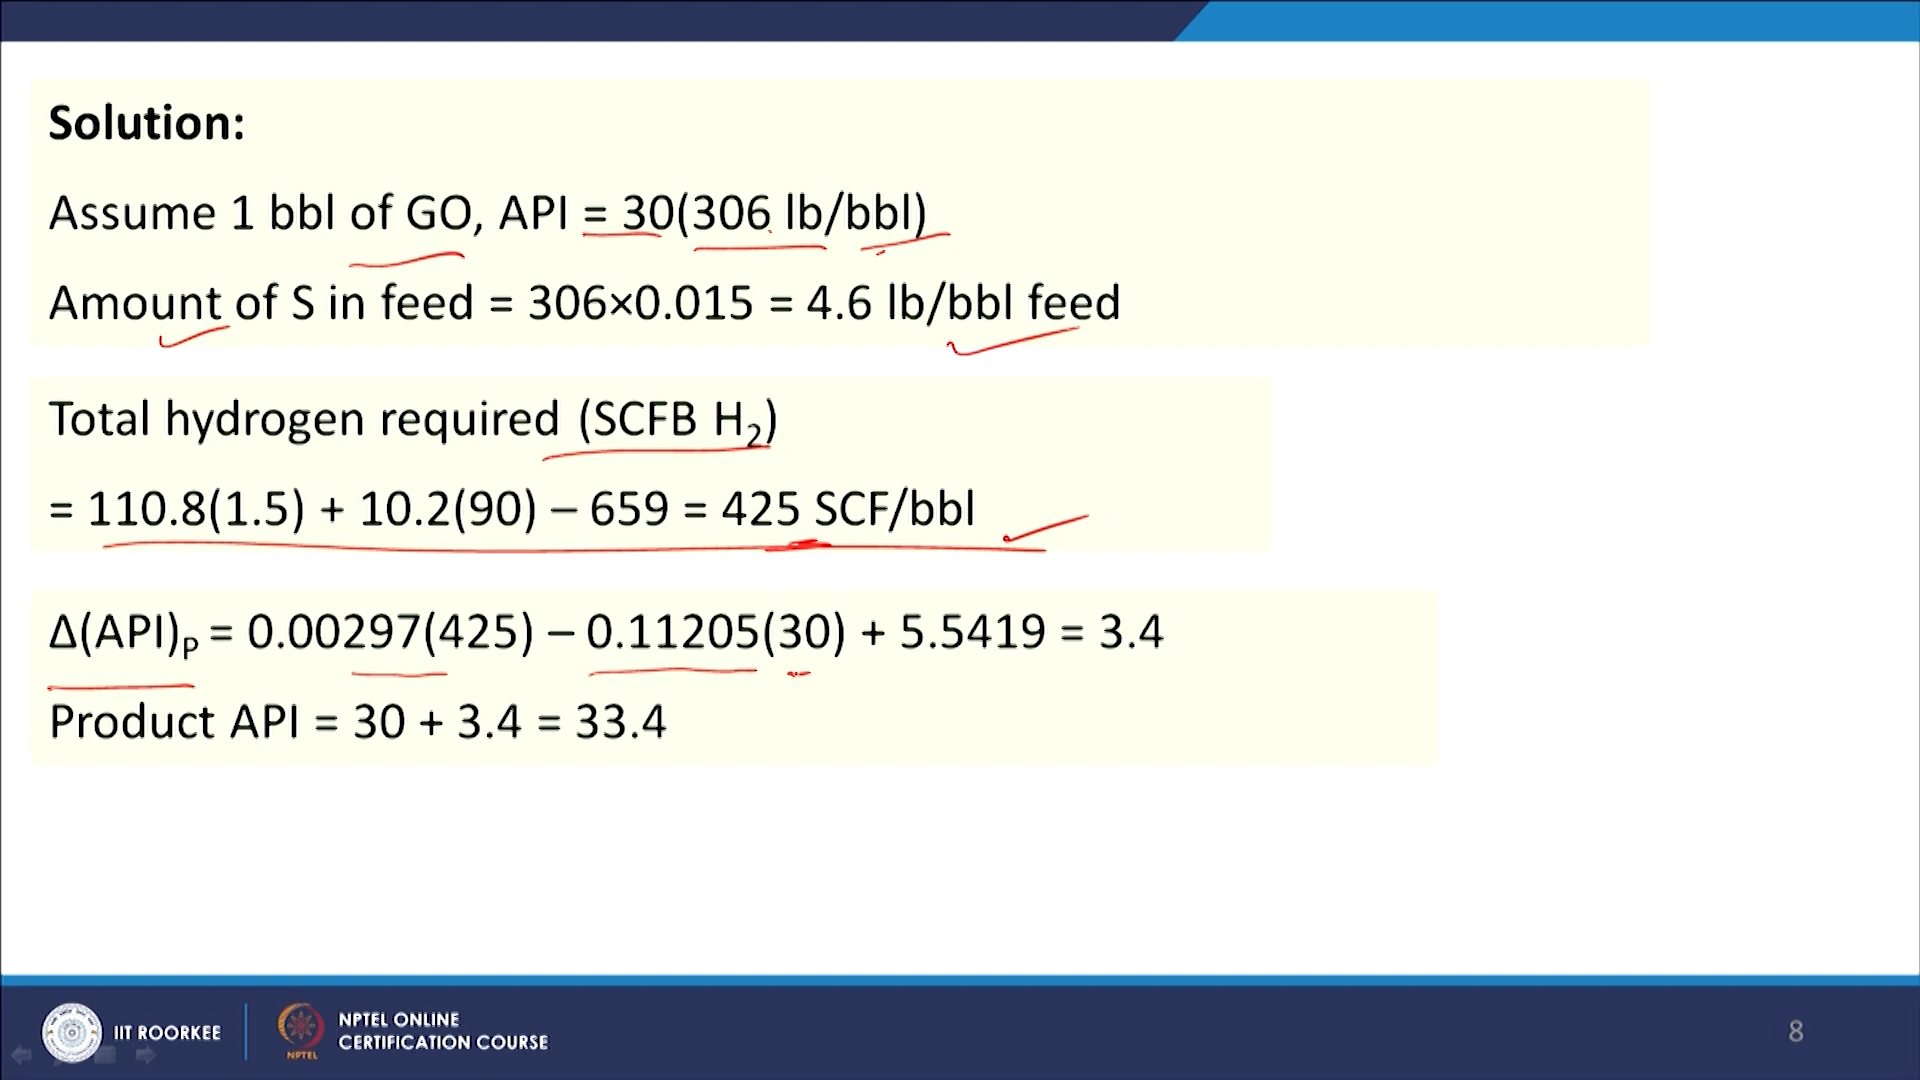 Solution:
Assume 1 bbl of GO, API = 30(306 lb/bbl)
Amount of S in feed = 306×0.015 = 4.6 lb/bbl feed
Total hydrogen required (SCFB H₂)
= 110.8(1.5) + 10.2(90) – 659 = 425 SCF/bbl
Δ(API)ₚ = 0.00297(425) – 0.11205(30) + 5.5419 = 3.4
Product API = 30 + 3.4 = 33.4
IIT ROORKEE
NPTEL
NPTEL ONLINE
CERTIFICATION COURSE
8